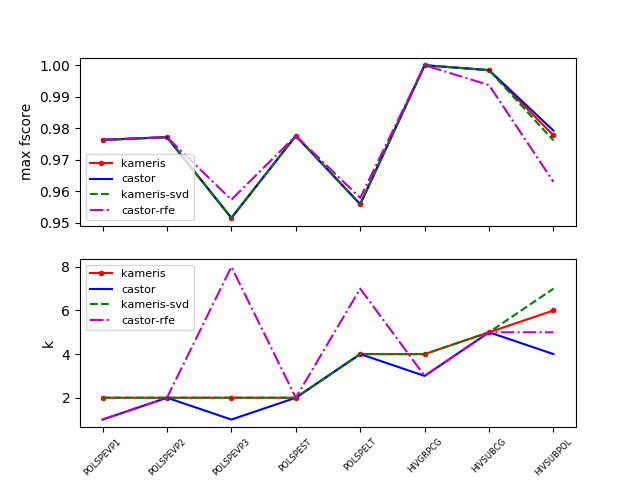 1.00
0.99
0.98
0.97
0.96
0.95
max fscore
kameris
castor
kameris-svd
castor-rfe
8
6
4
2
k
kameris
castor
kameris-svd
castor-rfe
POLSPEVP1
POLSPEVP2
POLSPEVP3
POLSPEST
POLSPELT
HIVGRPCG
HIVSUBCG
HIVSUBPOL